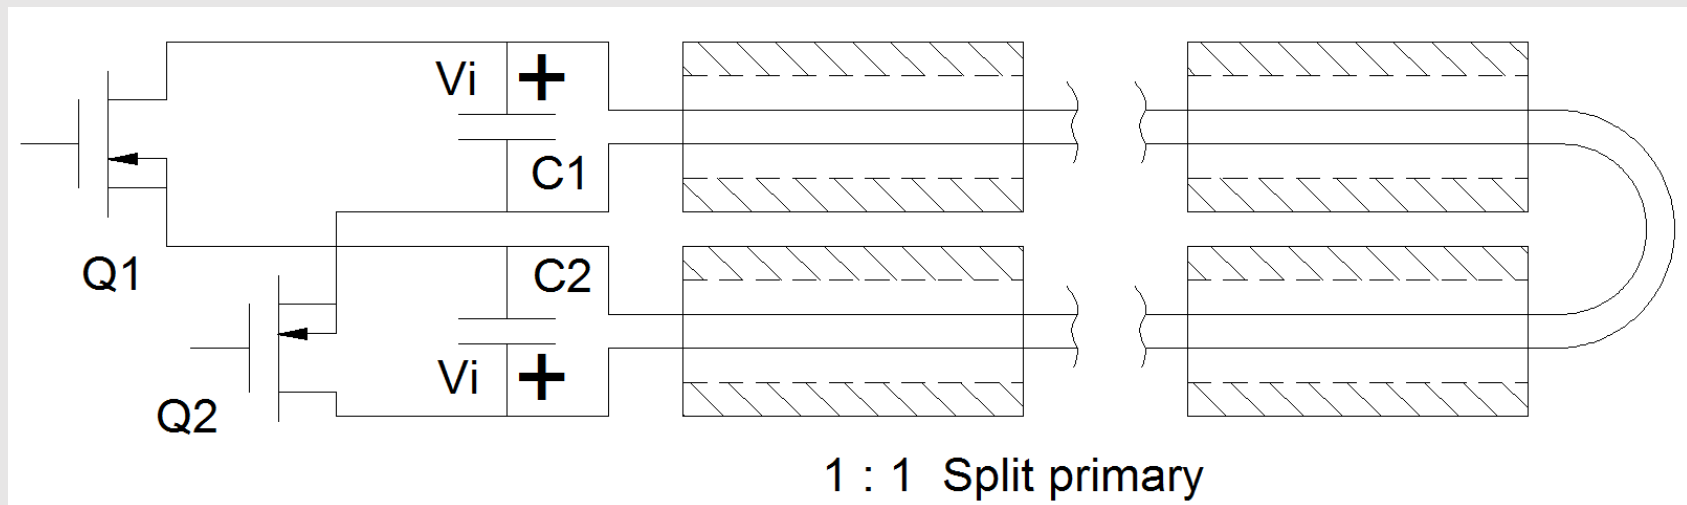 Vi +
C1
Q1
C2
Vi +
Q2
1 : 1 Split primary